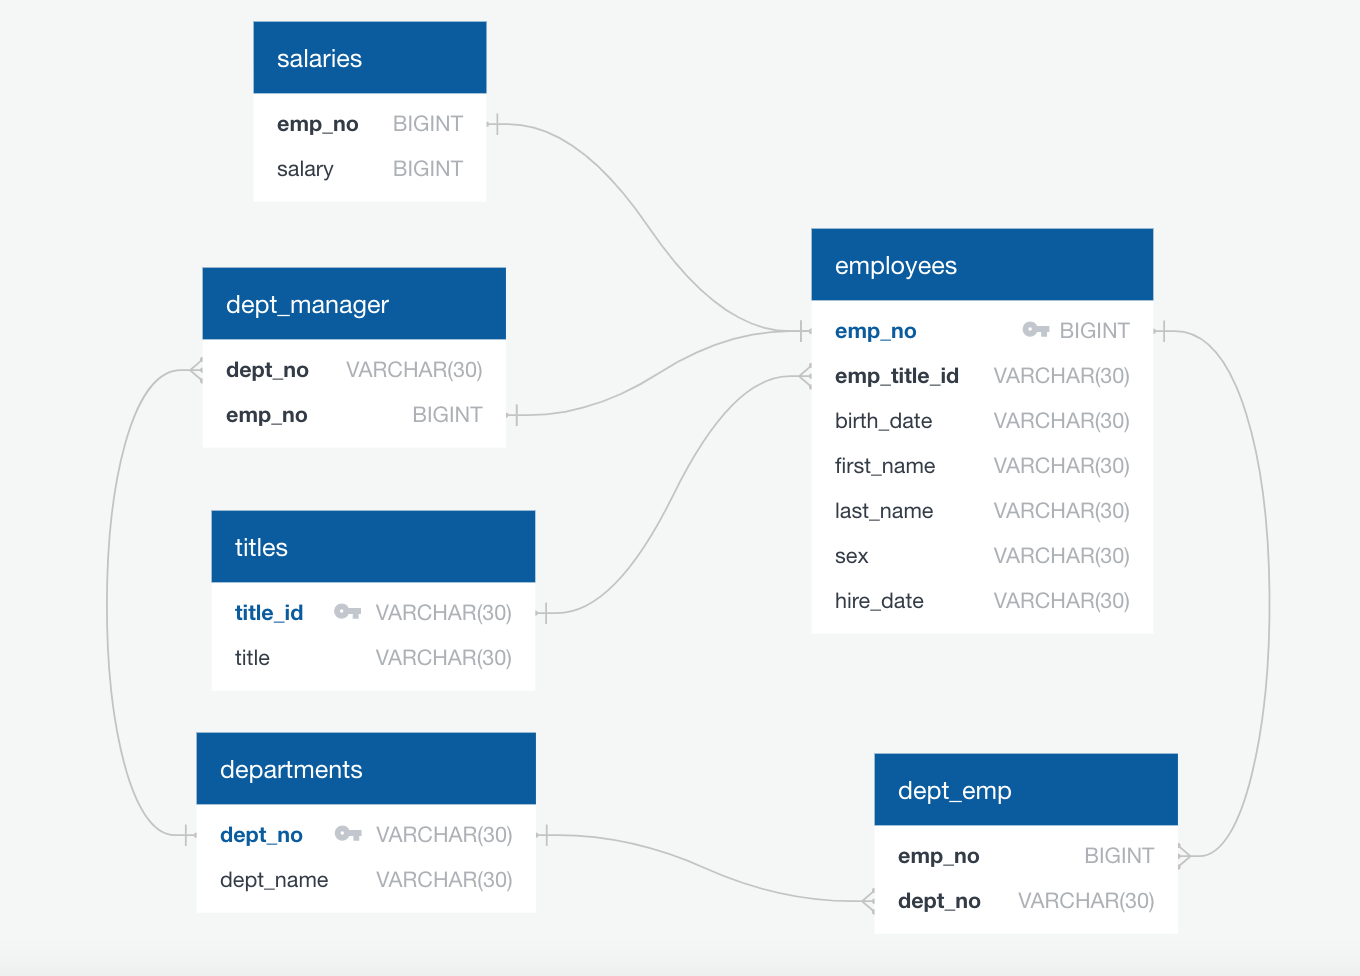 salaries
emp_no BIGINT
salary BIGINT
dept_manager
dept_no VARCHAR(30)
emp_no BIGINT
titles
title_id VARCHAR(30)
title VARCHAR(30)
departments
dept_no VARCHAR(30)
dept_name VARCHAR(30)
employees
emp_no BIGINT
emp_title_id VARCHAR(30)
birth_date VARCHAR(30)
first_name VARCHAR(30)
last_name VARCHAR(30)
sex VARCHAR(30)
hire_date VARCHAR(30)
dept_emp
emp_no BIGINT
dept_no VARCHAR(30)